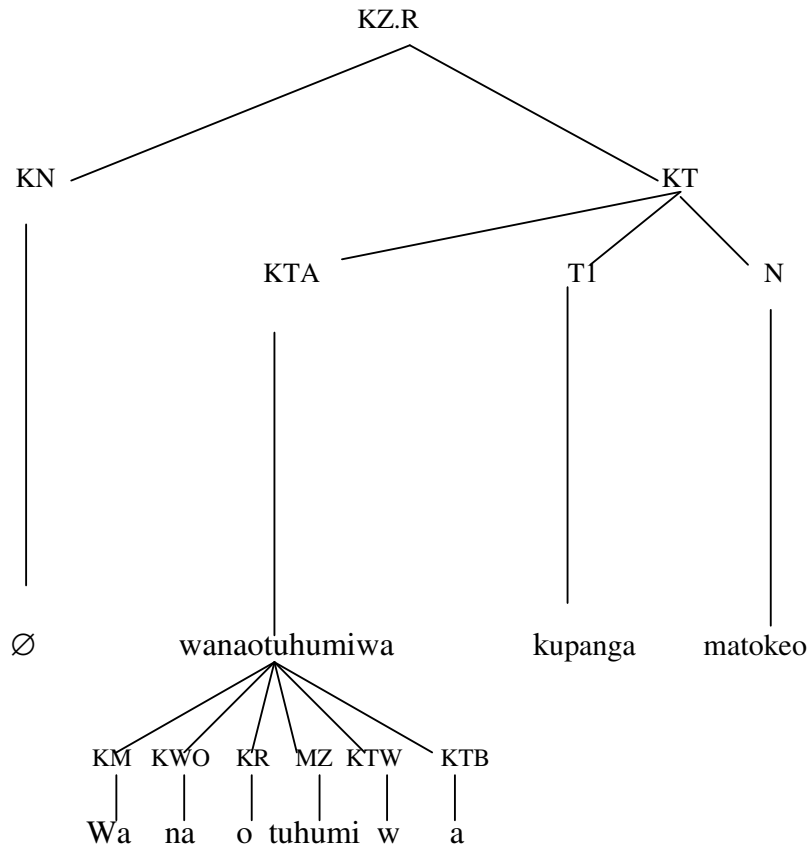 KZ.R
KN KT
KTA T1 N
∅ wanaotuhumiwa kupanga matokeo
KM KWO KR MZ KTW KTB
Wa na o tuhumi w a